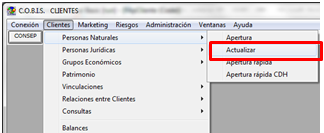 C.O.B.I.S. CLIENTES
Conexión Clientes Marketing Riesgos Administración Ventanas Ayuda
CONSEP
Personas Naturales
Personas Jurídicas
Grupos Económicos
Patrimonio
Vinculaciones
Relaciones entre Clientes
Consultas
Balances
Apertura
Actualizar
Apertura rápida
Apertura rápida CDH